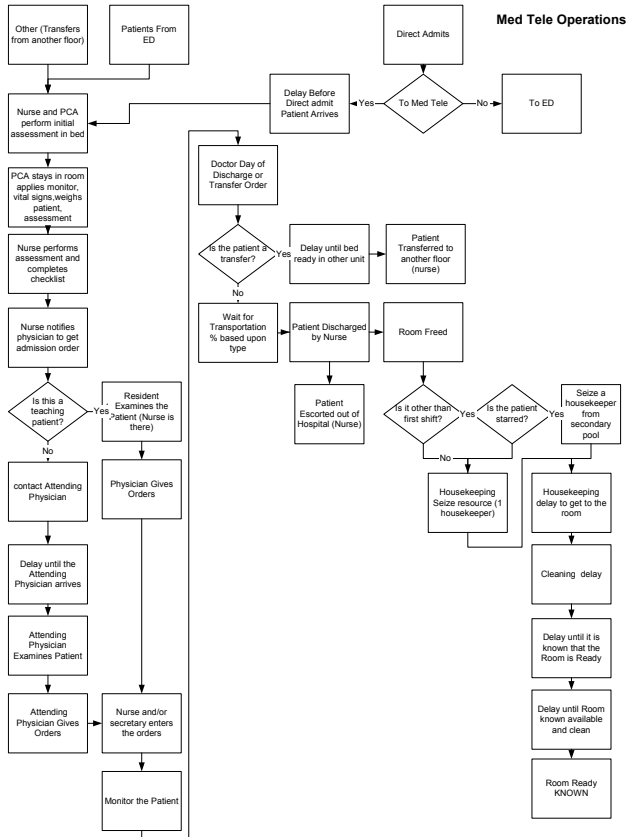 Med Tele Operations
Other (Transfers
from another floor)
Patients From
ED
Direct Admits
To Med Tele
Yes
No
To ED
Delay Before
Direct admit
Patient Arrives
Nurse and PCA
perform initial
assessment in bed
PCA stays in room
applies monitor,
vital signs,weighs
patient,
assessment
Nurse performs
assessment and
completes
checklist
Nurse notifies
physician to get
admission order
Is this a
teaching
patient?
Yes
No
Resident
Examines the
Patient (Nurse is
there)
Physician Gives
Orders
contact Attending
Physician
Delay until the
Attending
Physician arrives
Attending
Physician
Examines Patient
Attending
Physician Gives
Orders
Nurse and/or
secretary enters
the orders
Monitor the Patient
Doctor Day of
Discharge or
Transfer Order
Is the patient a
transfer?
Yes
No
Delay until bed
ready in other unit
Patient
Transferred to
another floor
(nurse)
Wait for
Transportation
% based upon
type
Patient Discharged
by Nurse
Room Freed
Patient
Escorted out of
Hospital (Nurse)
Is it other than
first shift?
Yes
Is the patient
starred?
Yes
No
Seize a
housekeeper
from
secondary
pool
Housekeeping
Seize resource (1
housekeeper)
Housekeeping
delay to get to the
room
Cleaning delay
Delay until it is
known that the
Room is Ready
Delay until Room
known available
and clean
Room Ready
KNOWN